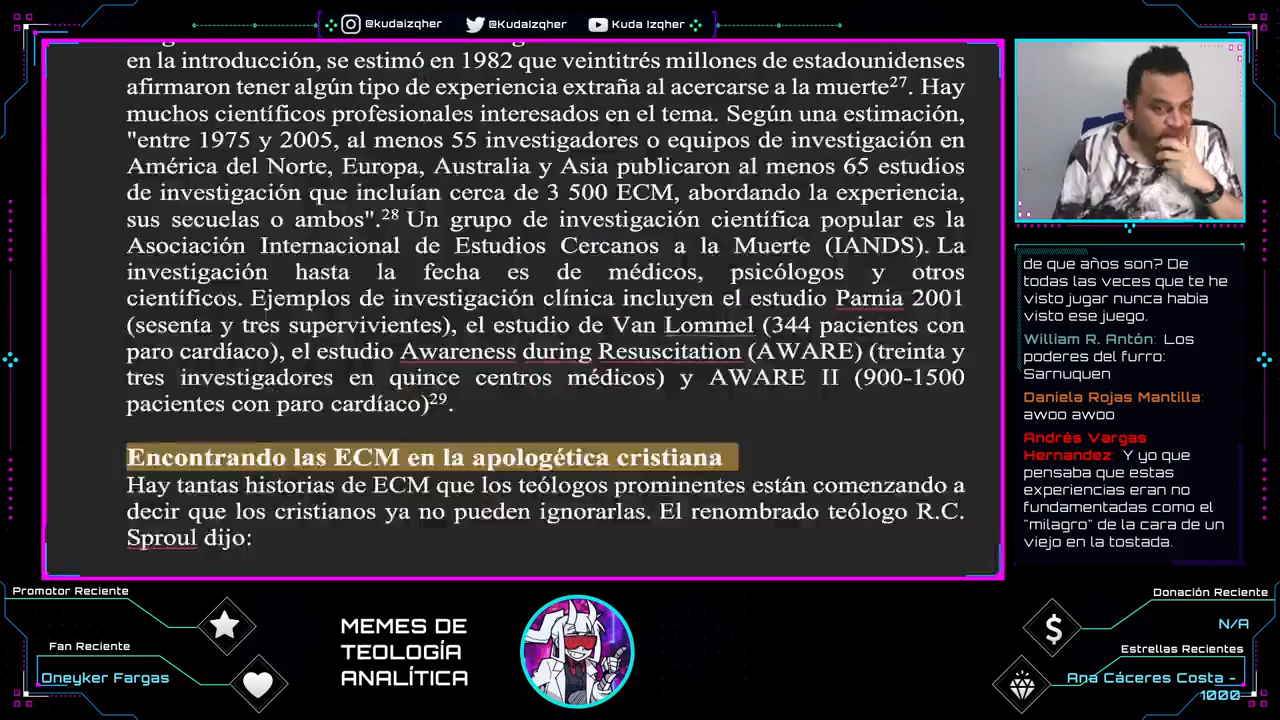 @kudaizqher
@KudaIzqher
Kuda Izqher
en la introducción, se estimó en 1982 que veintitrés millones de estadounidenses
afirmaron tener algún tipo de experiencia extraña al acercarse a la muerte27. Hay
muchos científicos profesionales interesados en el tema. Según una estimación,
"entre 1975 y 2005, al menos 55 investigadores o equipos de investigación en
América del Norte, Europa, Australia y Asia publicaron al menos 65 estudios
de investigación que incluían cerca de 3 500 ECM, abordando la experiencia,
sus secuelas o ambos".28 Un grupo de investigación científica popular es la
Asociación Internacional de Estudios Cercanos a la Muerte (IANDS). La
investigación hasta la fecha es de médicos, psicólogos y otros
científicos. Ejemplos de investigación clínica incluyen el estudio Parnia 2001
(sesenta y tres supervivientes), el estudio de Van Lommel (344 pacientes con
paro cardíaco), el estudio Awareness during Resuscitation (AWARE) (treinta y
tres investigadores en quince centros médicos) y AWARE II (900-1500
pacientes con paro cardíaco)29.
Encontrando las ECM en la apologética cristiana
Hay tantas historias de ECM que los teólogos prominentes están comenzando a
decir que los cristianos ya no pueden ignorarlas. El renombrado teólogo R.C.
Sproul dijo:
de que años son? De
todas las veces que te he
visto jugar nunca habia
visto ese juego.
William R. Antón: Los
poderes del furro:
Sarnuquen
Daniela Rojas Mantilla:
awoo awoo
Andrés Vargas
Hernandez: Y yo que
pensaba que estas
experiencias eran no
fundamentadas como el
"milagro" de la cara de un
viejo en la tostada.
Promotor Reciente
Fan Reciente
Oneyker Fargas
MEMES DE
TEOLOGÍA
ANALÍTICA
Donación Reciente
N/A
Estrellas Recientes
Ana Cáceres Costa -
1000